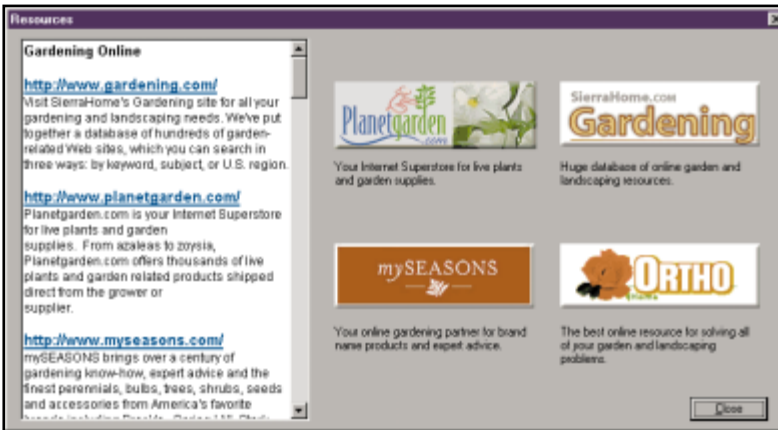 Resources
Gardening Online
http://www.gardening.com/
Visit SierraHome's Gardening site for all your
gardening and landscaping needs. We've put
together a database of hundreds of garden-
related Web sites, which you can search in
three ways: by keyword, subject, or U.S. region.
http://www.planetgarden.com/
Planetgarden.com is your Internet Superstore
for live plants and garden
supplies. From azaleas to zoysia,
Planetgarden.com offers thousands of live
plants and garden related products shipped
direct from the grower or
supplier.
http://www.myseasons.com/
mySEASONS brings over a century of
gardening know-how, expert advice and the
finest perennials, bulbs, trees, shrubs, seeds
and accessories from America's favorite
Planetgarden
.com
Your Internet Superstore for live plants
and garden supplies.
SierraHome.com
Gardening
Huge database of online garden and
landscaping resources.
mySEASONS
Your online gardening partner for brand
name products and expert advice.
ORTHO
The best online resource for solving all
of your garden and landscaping
problems.
Close